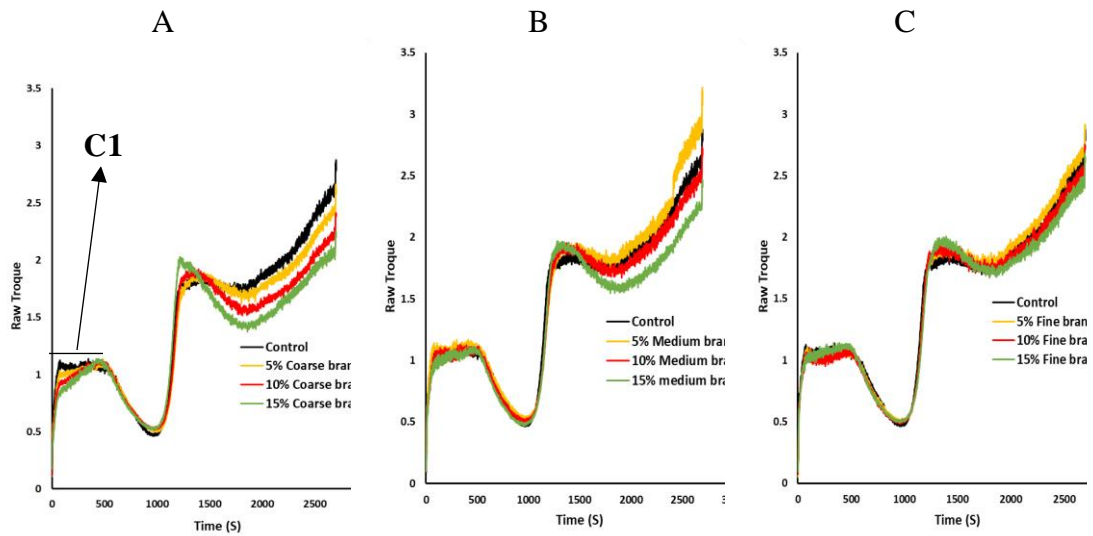 A
B
C
C1
3.5
3
2.5
2
1.5
1
0.5
0
Raw Troque
0 500 1000 1500 2000 2500
Time (S)
Control
5% Coarse bran
10% Coarse bra
15% Coarse bra
3.5
3
2.5
2
1.5
1
0.5
0
Raw Troque
0 500 1000 1500 2000 2500
Time (S)
Control
5% Medium bra
10% Medium bra
15% medium bra
3.5
3
2.5
2
1.5
1
0.5
0
Raw Troque
0 500 1000 1500 2000 2500
Time (S)
Control
5% Fine bran
10% Fine bra
15% Fine bra